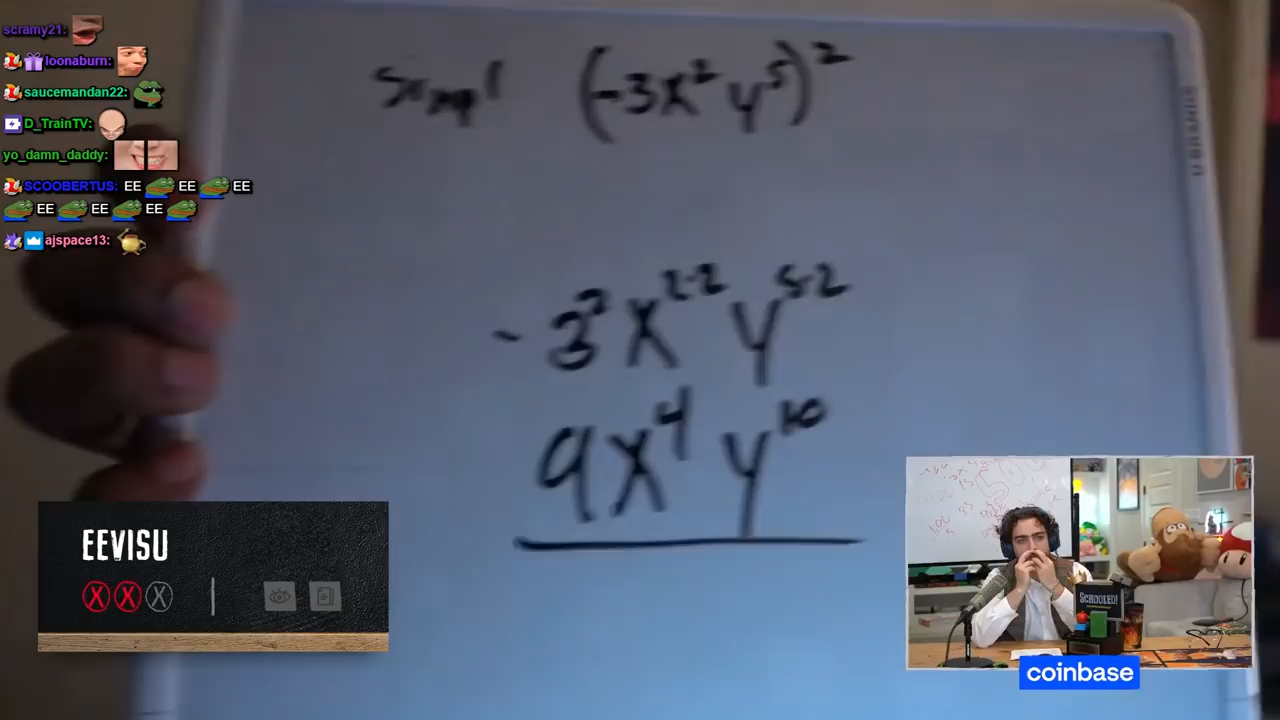 scramy21:
loonaburn:
saucemandan22:
D_TrainTV:
yo_damn_daddy:
SCOOBERTUS: EE EE EE
EE EE EE
ajspace13:
simpl (-3x²y⁵)²
-3²x²·²y⁵·²
9x⁴y¹⁰
EEVISU
X X X
SCHOOLED!
coinbase